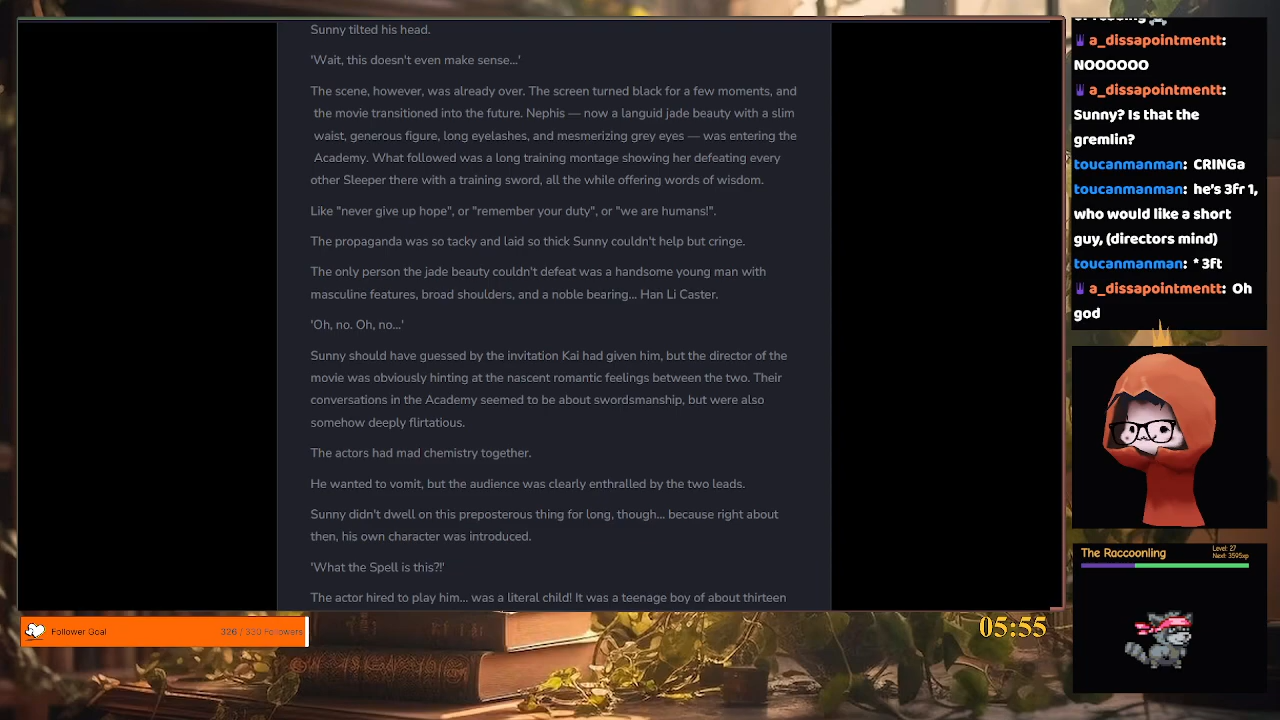 Sunny tilted his head.
'Wait, this doesn't even make sense...'
The scene, however, was already over. The screen turned black for a few moments, and
the movie transitioned into the future. Nephis — now a languid jade beauty with a slim
waist, generous figure, long eyelashes, and mesmerizing grey eyes — was entering the
Academy. What followed was a long training montage showing her defeating every
other Sleeper there with a training sword, all the while offering words of wisdom.
Like "never give up hope", or "remember your duty", or "we are humans!".
The propaganda was so tacky and laid so thick Sunny couldn't help but cringe.
The only person the jade beauty couldn't defeat was a handsome young man with
masculine features, broad shoulders, and a noble bearing... Han Li Caster.
'Oh, no. Oh, no...'
Sunny should have guessed by the invitation Kai had given him, but the director of the
movie was obviously hinting at the nascent romantic feelings between the two. Their
conversations in the Academy seemed to be about swordsmanship, but were also
somehow deeply flirtatious.
The actors had mad chemistry together.
He wanted to vomit, but the audience was clearly enthralled by the two leads.
Sunny didn't dwell on this preposterous thing for long, though... because right about
then, his own character was introduced.
'What the Spell is this?!'
The actor hired to play him... was a literal child! It was a teenage boy of about thirteen
a_dissapointmentt:
NOOOOOO
a_dissapointmentt:
Sunny? Is that the
gremlin?
toucanmanman: CRINGa
toucanmanman: he's 3fr 1,
who would like a short
guy, (directors mind)
toucanmanman: * 3ft
a_dissapointmentt: Oh
god
The Raccoonling
Level: 27
Next: 3595xp
Follower Goal
326 / 330 Followers
05:55